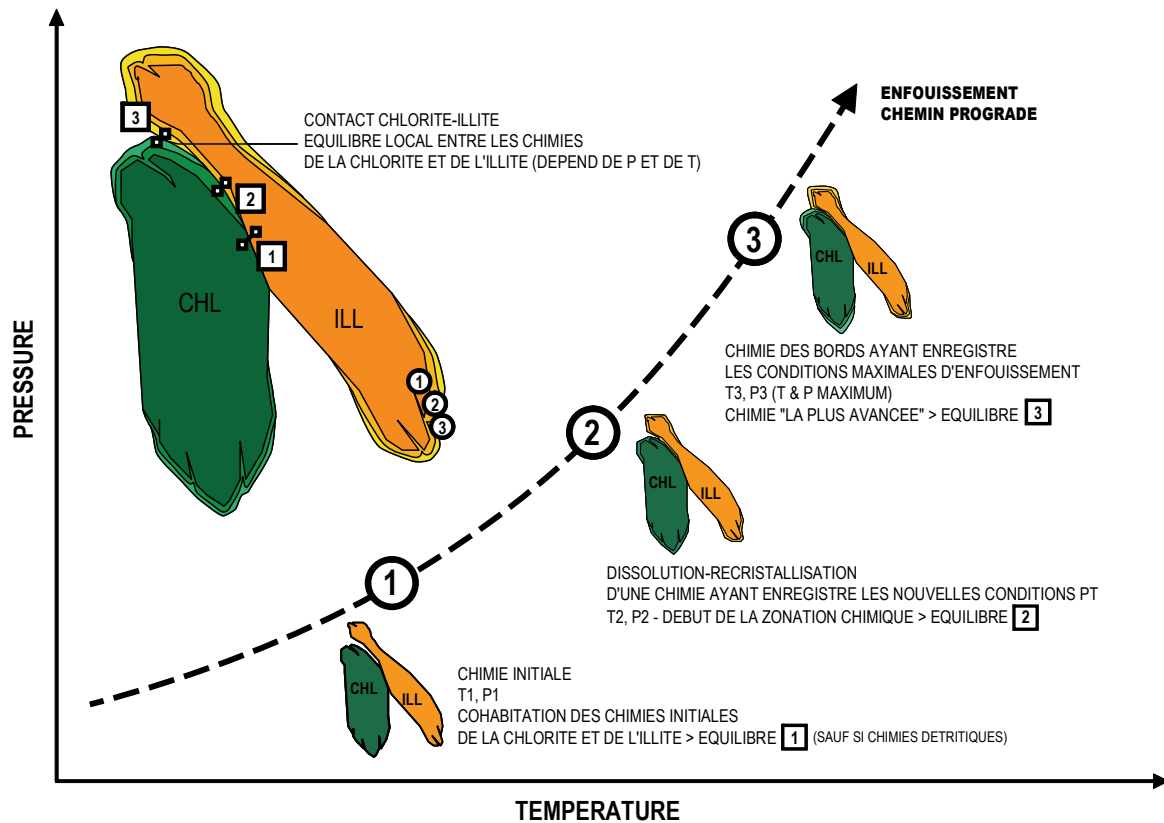 PRESSURE
TEMPERATURE
ENFOUISSEMENT
CHEMIN PROGRADE
CONTACT CHLORITE-ILLITE
EQUILIBRE LOCAL ENTRE LES CHIMIES
DE LA CHLORITE ET DE L'ILLITE (DEPEND DE P ET DE T)
3
2
1
CHL
ILL
1
2
3
3
CHL
ILL
CHIMIE DES BORDS AYANT ENREGISTRE
LES CONDITIONS MAXIMALES D'ENFOUISSEMENT
T3, P3 (T & P MAXIMUM)
CHIMIE "LA PLUS AVANCEE" > EQUILIBRE 3
2
CHL
ILL
DISSOLUTION-RECRISTALLISATION
D'UNE CHIMIE AYANT ENREGISTRE LES NOUVELLES CONDITIONS PT
T2, P2 - DEBUT DE LA ZONATION CHIMIQUE > EQUILIBRE 2
1
CHL
ILL
CHIMIE INITIALE
T1, P1
COHABITATION DES CHIMIES INITIALES
DE LA CHLORITE ET DE L'ILLITE > EQUILIBRE 1 (SAUF SI CHIMIES DETRITIQUES)